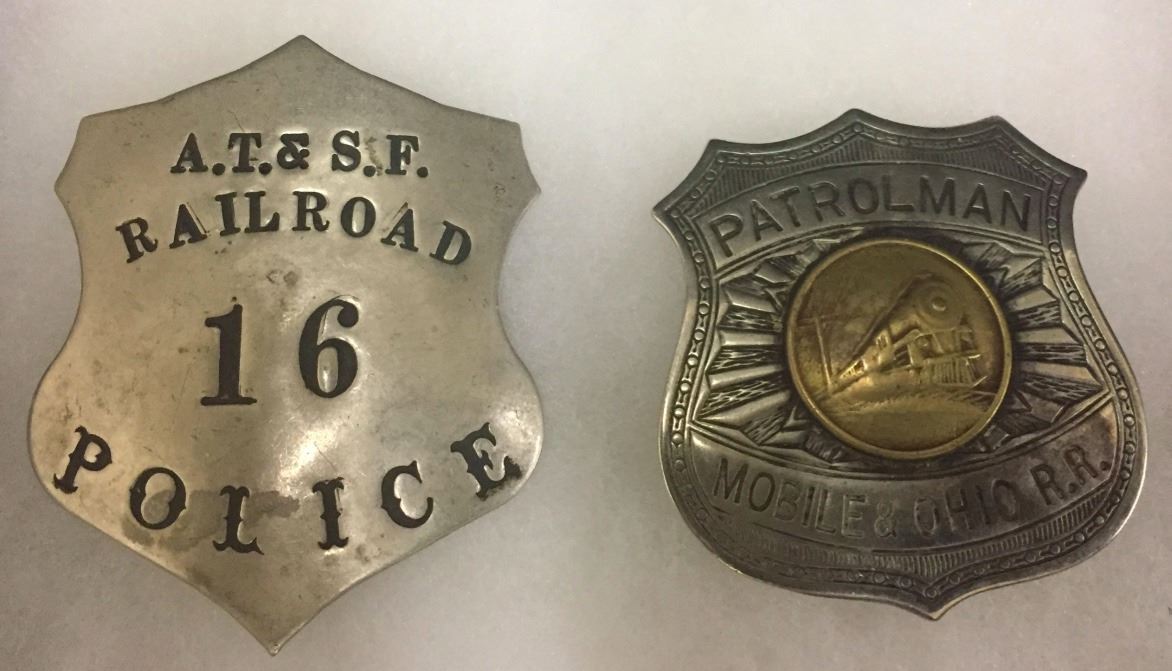 A.T.& S.F.
RAILROAD
16
POLICE
PATROLMAN
MOBILE & OHIO R.R.